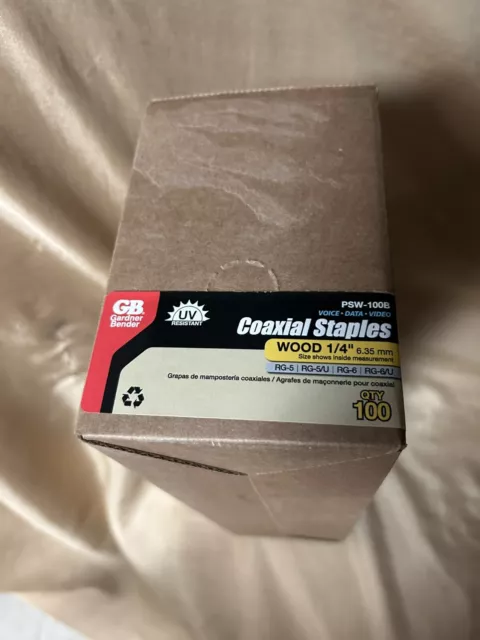 GB
Gardner
Bender
UV
RESISTANT
PSW-100B
VOICE • DATA • VIDEO
Coaxial Staples
WOOD 1/4" 6.35 mm
Size shows inside measurement
RG-5 | RG-5/U | RG-6 | RG-6/U
Grapas de mampostería coaxiales / Agrafes de maçonnerie pour coaxial
QTY
100